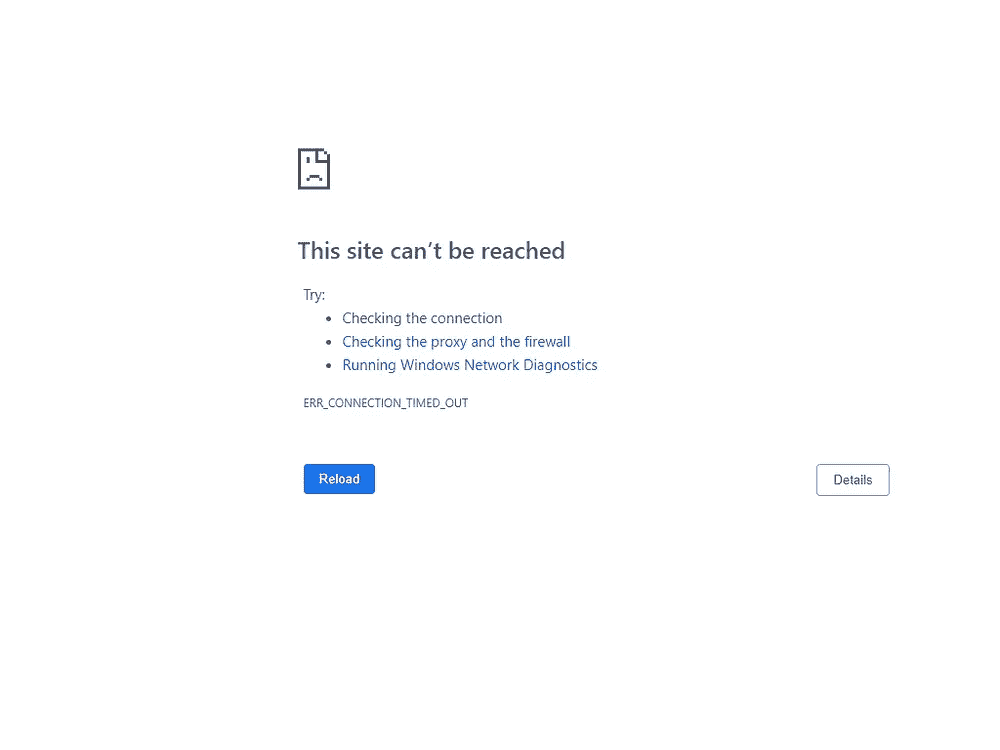 This site can't be reached
Try:
Checking the connection
Checking the proxy and the firewall
Running Windows Network Diagnostics
ERR_CONNECTION_TIMED_OUT
Reload
Details